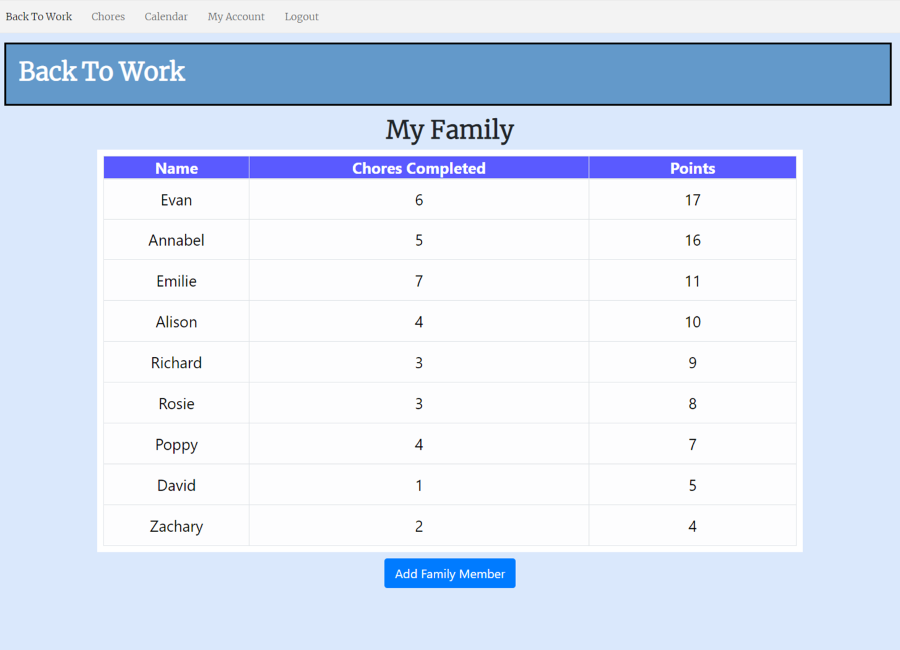 Back To Work Chores Calendar My Account Logout
Back To Work
My Family
Name Chores Completed Points
Evan 6 17
Annabel 5 16
Emilie 7 11
Alison 4 10
Richard 3 9
Rosie 3 8
Poppy 4 7
David 1 5
Zachary 2 4
Add Family Member